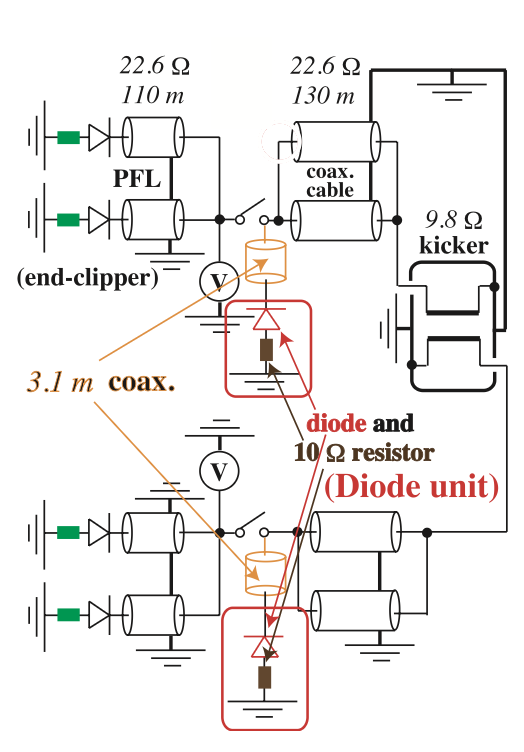 22.6 Ω
110 m
22.6 Ω
130 m
PFL
coax.
cable
9.8 Ω
kicker
(end-clipper)
V
3.1 m coax.
diode and
10 Ω resistor
(Diode unit)
V